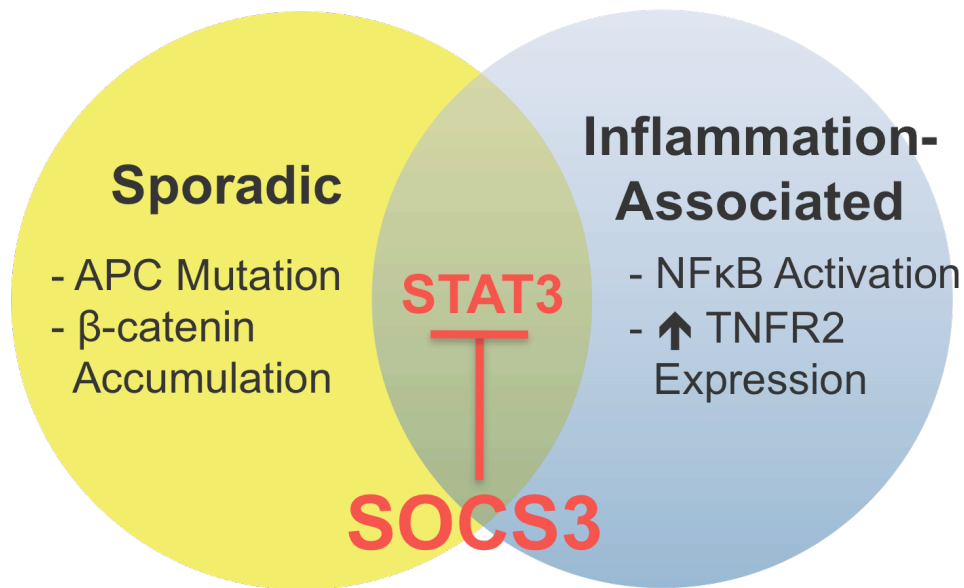 Sporadic
- APC Mutation
- β-catenin
Accumulation
Inflammation-
Associated
- NFκB Activation
- ⬆ TNFR2
Expression
STAT3
SOCS3